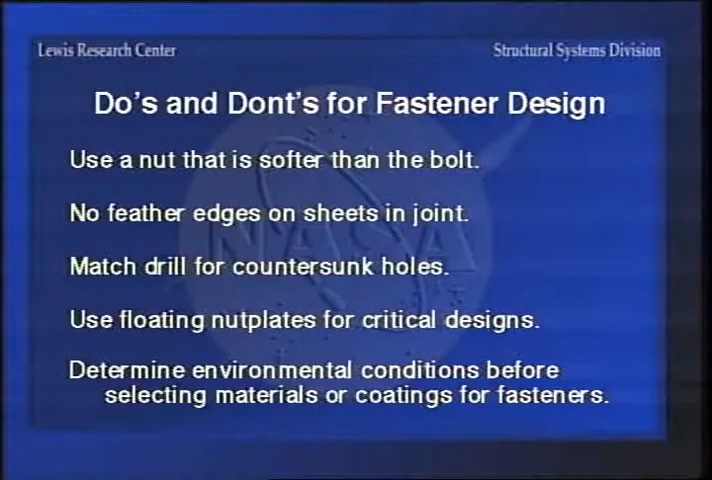 Lewis Research Center
Structural Systems Division
Do's and Dont's for Fastener Design
Use a nut that is softer than the bolt.
No feather edges on sheets in joint.
Match drill for countersunk holes.
Use floating nutplates for critical designs.
Determine environmental conditions before
selecting materials or coatings for fasteners.
NASA